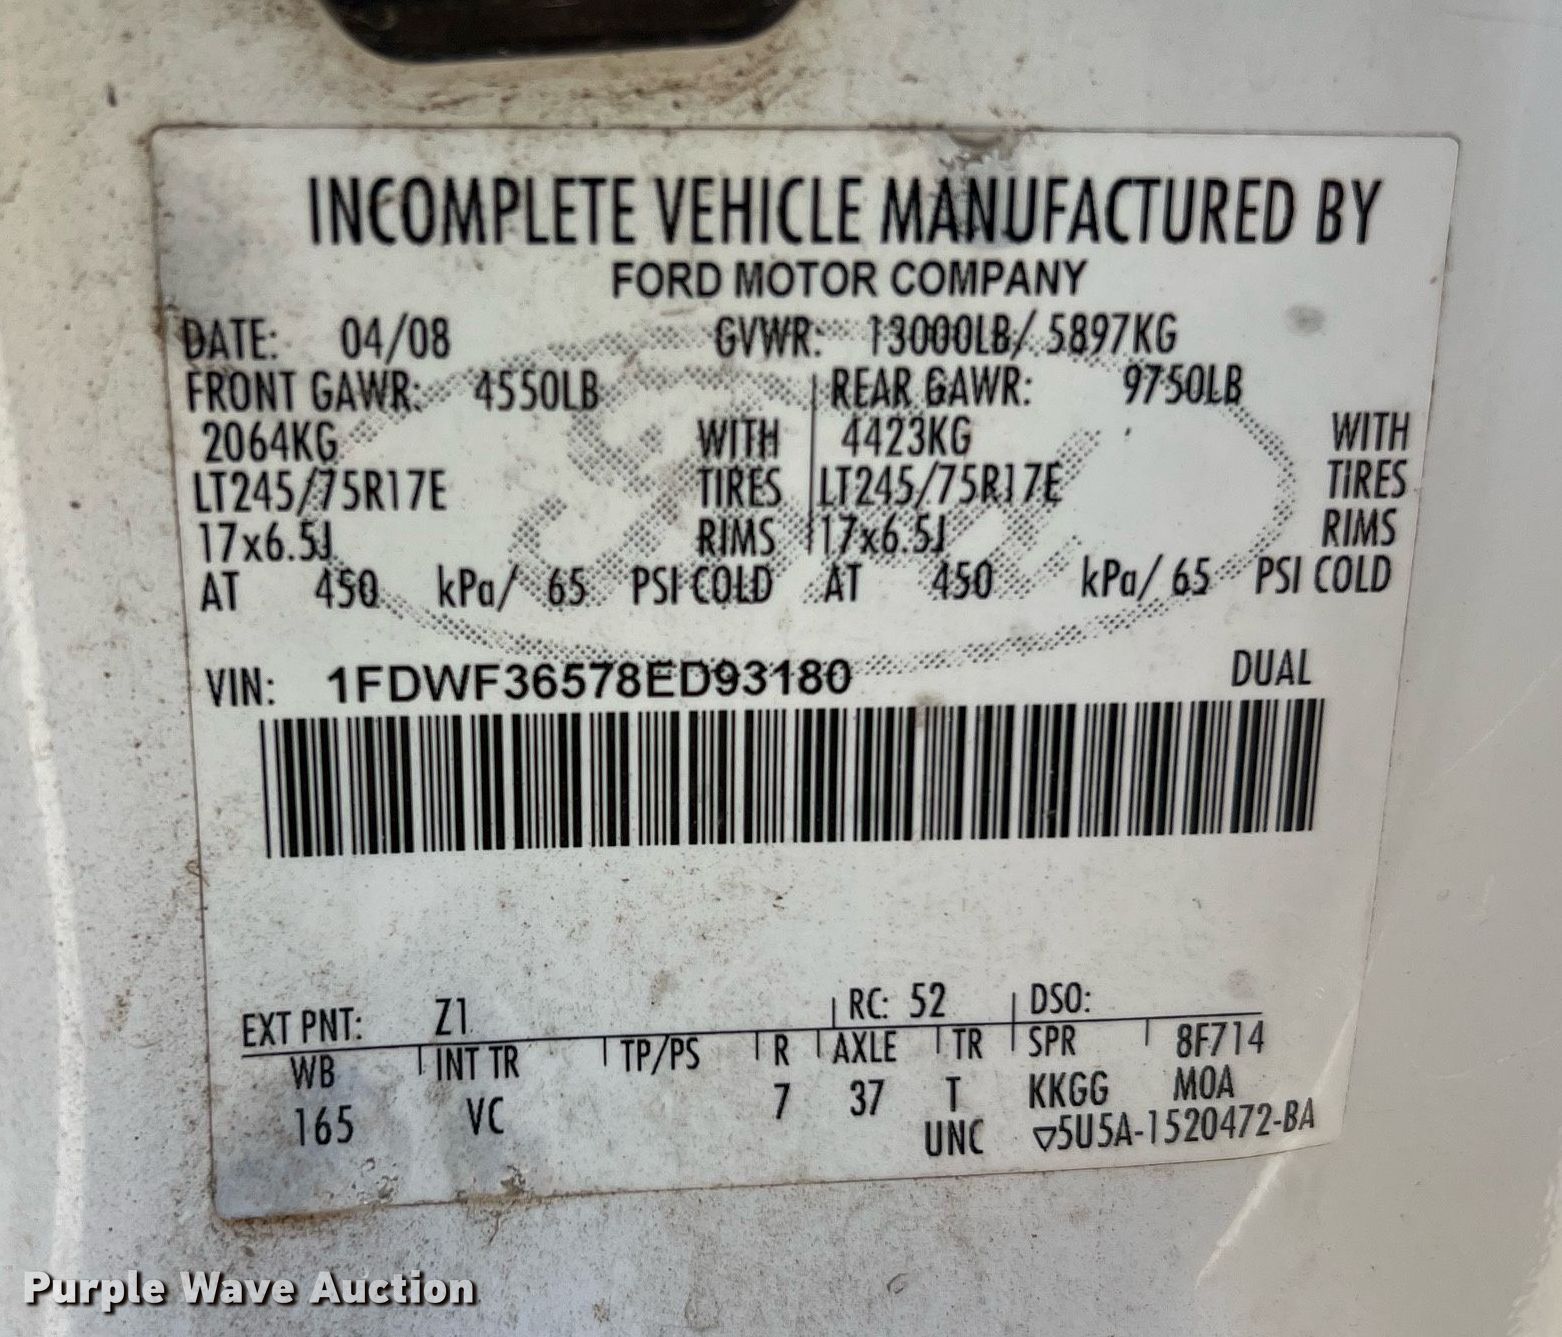 INCOMPLETE VEHICLE MANUFACTURED BY
FORD MOTOR COMPANY
DATE: 04/08 GVWR: 13000LB/ 5897KG
FRONT GAWR: 4550LB REAR GAWR: 9750LB
2064KG WITH 4423KG WITH
LT245/75R17E TIRES LT245/75R17E TIRES
17x6.5J RIMS 17x6.5J RIMS
AT 450 kPa/ 65 PSI COLD AT 450 kPa/ 65 PSI COLD
VIN: 1FDWF36578ED93180 DUAL
EXT PNT: Z1 RC: 52 DSO:
WB INT TR TP/PS R AXLE TR SPR 8F714
165 VC 7 37 T KKGG MOA
UNC ▽5U5A-1520472-BA
Purple Wave Auction